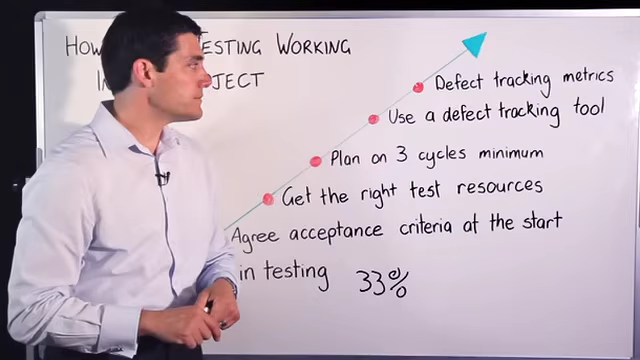 How Testing Working
In
Defect tracking metrics
Use a defect tracking tool
Plan on 3 cycles minimum
Get the right test resources
Agree acceptance criteria at the start
in testing 33%